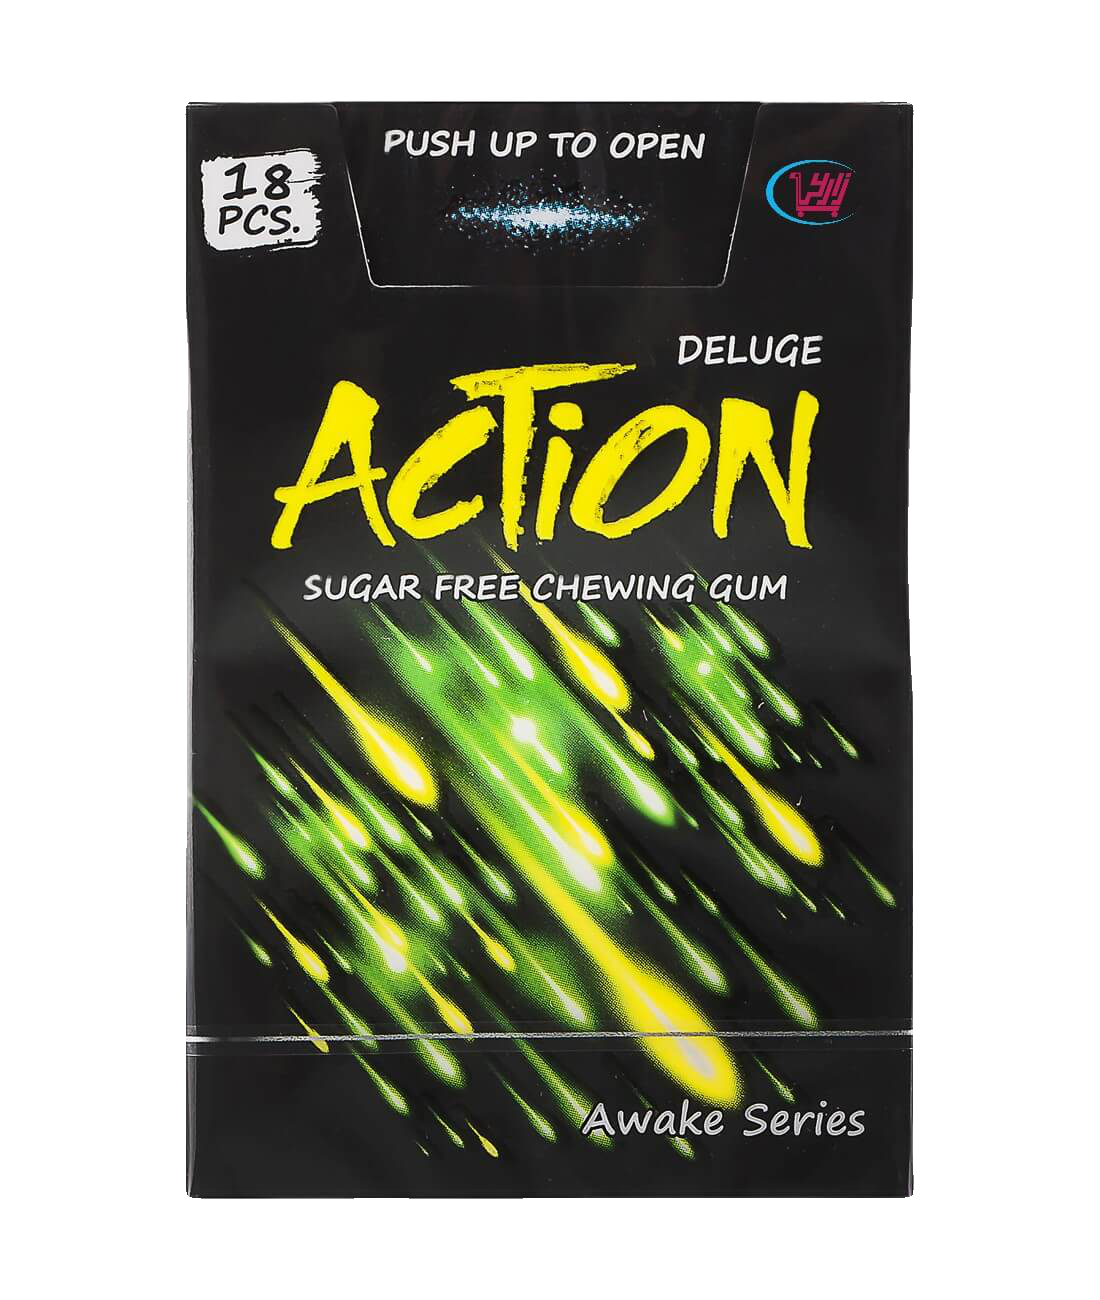 PUSH UP TO OPEN
18
PCS.
DELUGE
ACTiON
SUGAR FREE CHEWING GUM
Awake Series